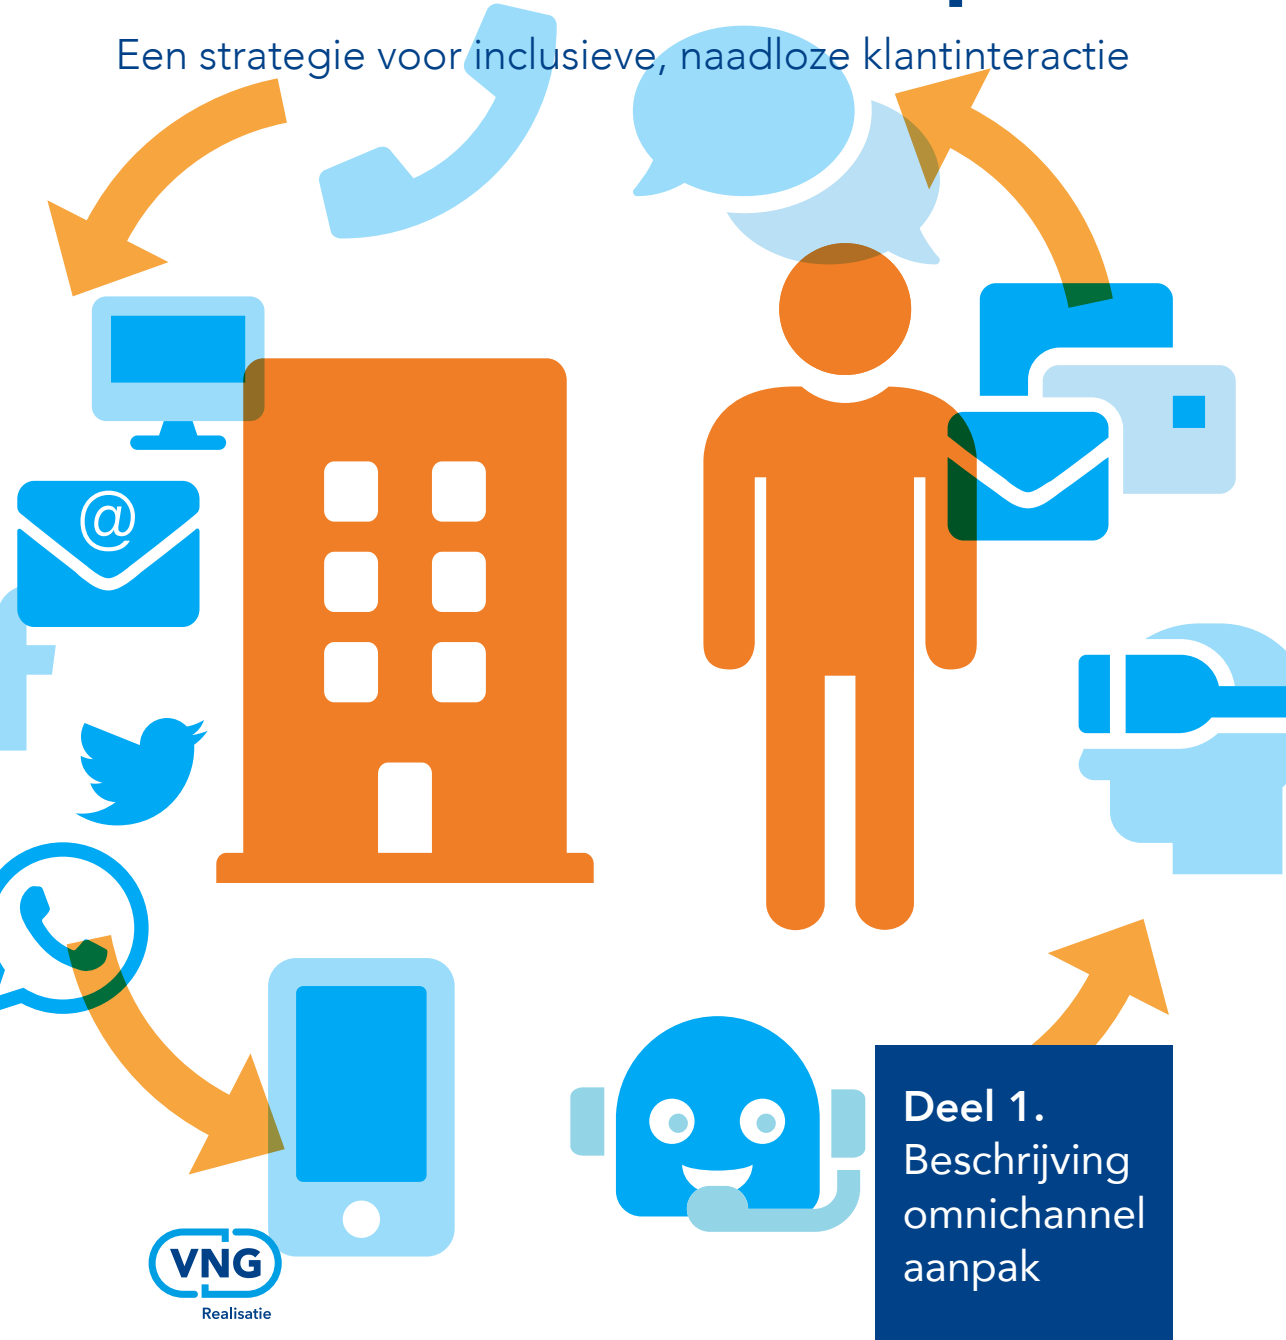 Een strategie voor inclusieve, naadloze klantinteractie
@
Deel 1.
Beschrijving
omnichannel
aanpak
VNG
Realisatie